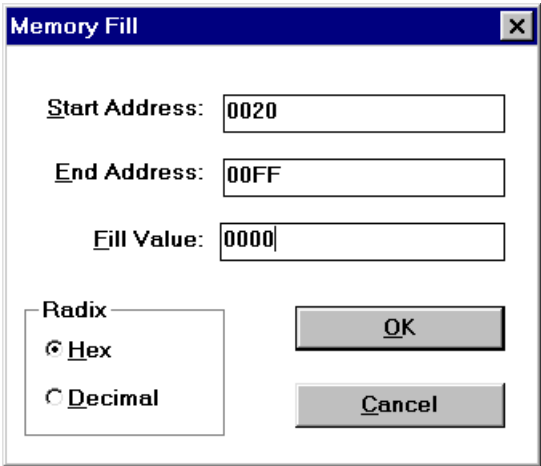 Memory Fill
Start Address: 0020
End Address: 00FF
Fill Value: 0000
Radix
Hex
Decimal
OK
Cancel